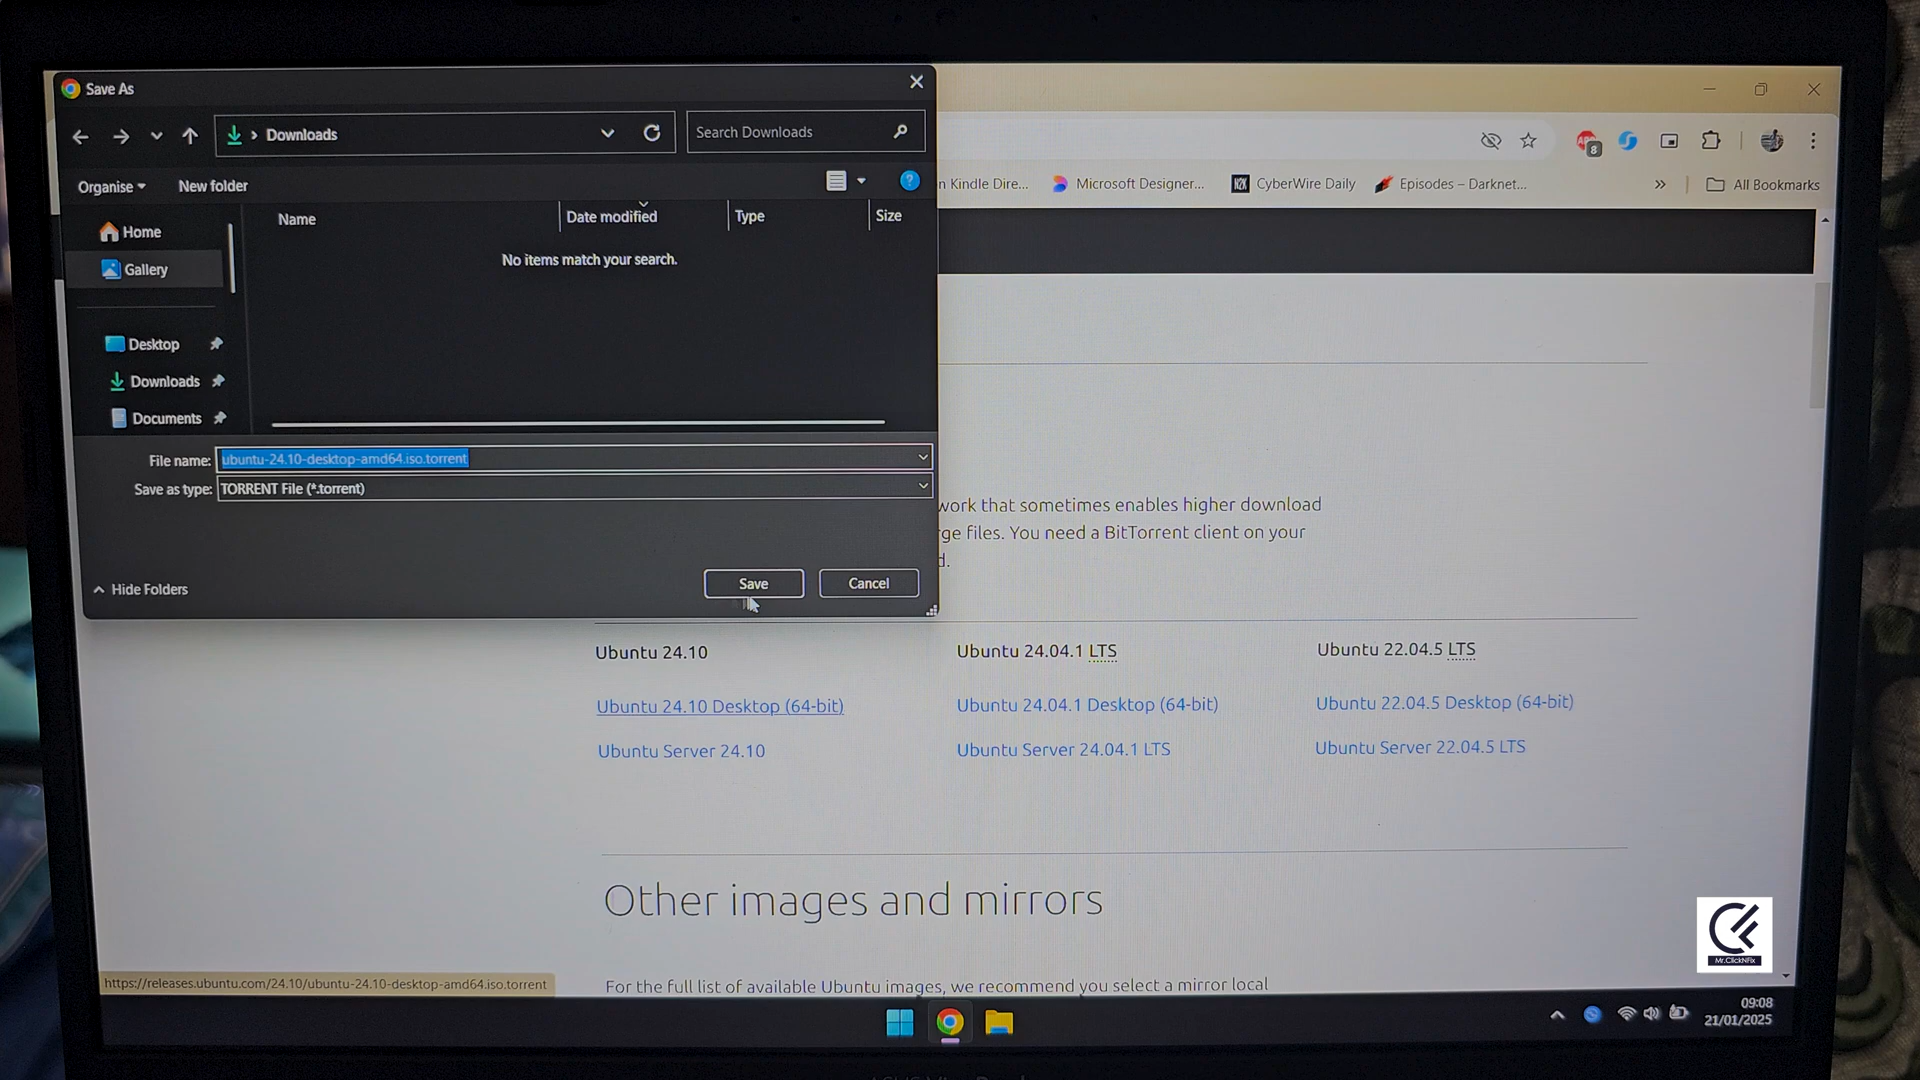 Save As
Downloads
Search Downloads
Organise
New folder
Name
Date modified
Type
Size
No items match your search.
Home
Gallery
Desktop
Downloads
Documents
File name: ubuntu-24.10-desktop-amd64.iso.torrent
Save as type: TORRENT File (*.torrent)
Hide Folders
Save
Cancel
8
n Kindle Dire...
Microsoft Designer...
N2K
CyberWire Daily
Episodes – Darknet...
All Bookmarks
work that sometimes enables higher download
ge files. You need a BitTorrent client on your
d.
Ubuntu 24.10
Ubuntu 24.04.1 LTS
Ubuntu 22.04.5 LTS
Ubuntu 24.10 Desktop (64-bit)
Ubuntu 24.04.1 Desktop (64-bit)
Ubuntu 22.04.5 Desktop (64-bit)
Ubuntu Server 24.10
Ubuntu Server 24.04.1 LTS
Ubuntu Server 22.04.5 LTS
Other images and mirrors
For the full list of available Ubuntu images, we recommend you select a mirror local
https://releases.ubuntu.com/24.10/ubuntu-24.10-desktop-amd64.iso.torrent
Mr.ClickNFix
09:08
21/01/2025